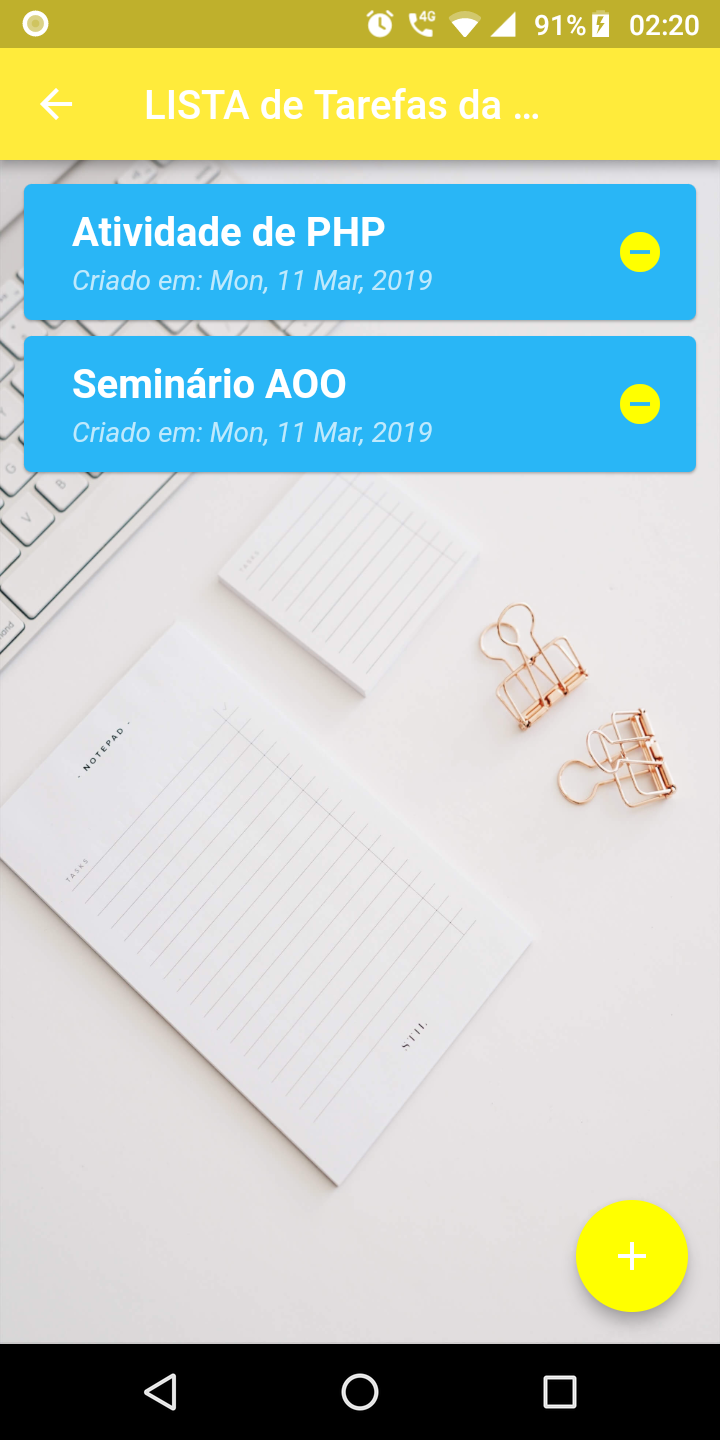 4G 91% 02:20
LISTA de Tarefas da ...
Atividade de PHP
Criado em: Mon, 11 Mar, 2019
Seminário AOO
Criado em: Mon, 11 Mar, 2019
G
B
V
TASKS
- NOTEPAD -
TASKS
STIL